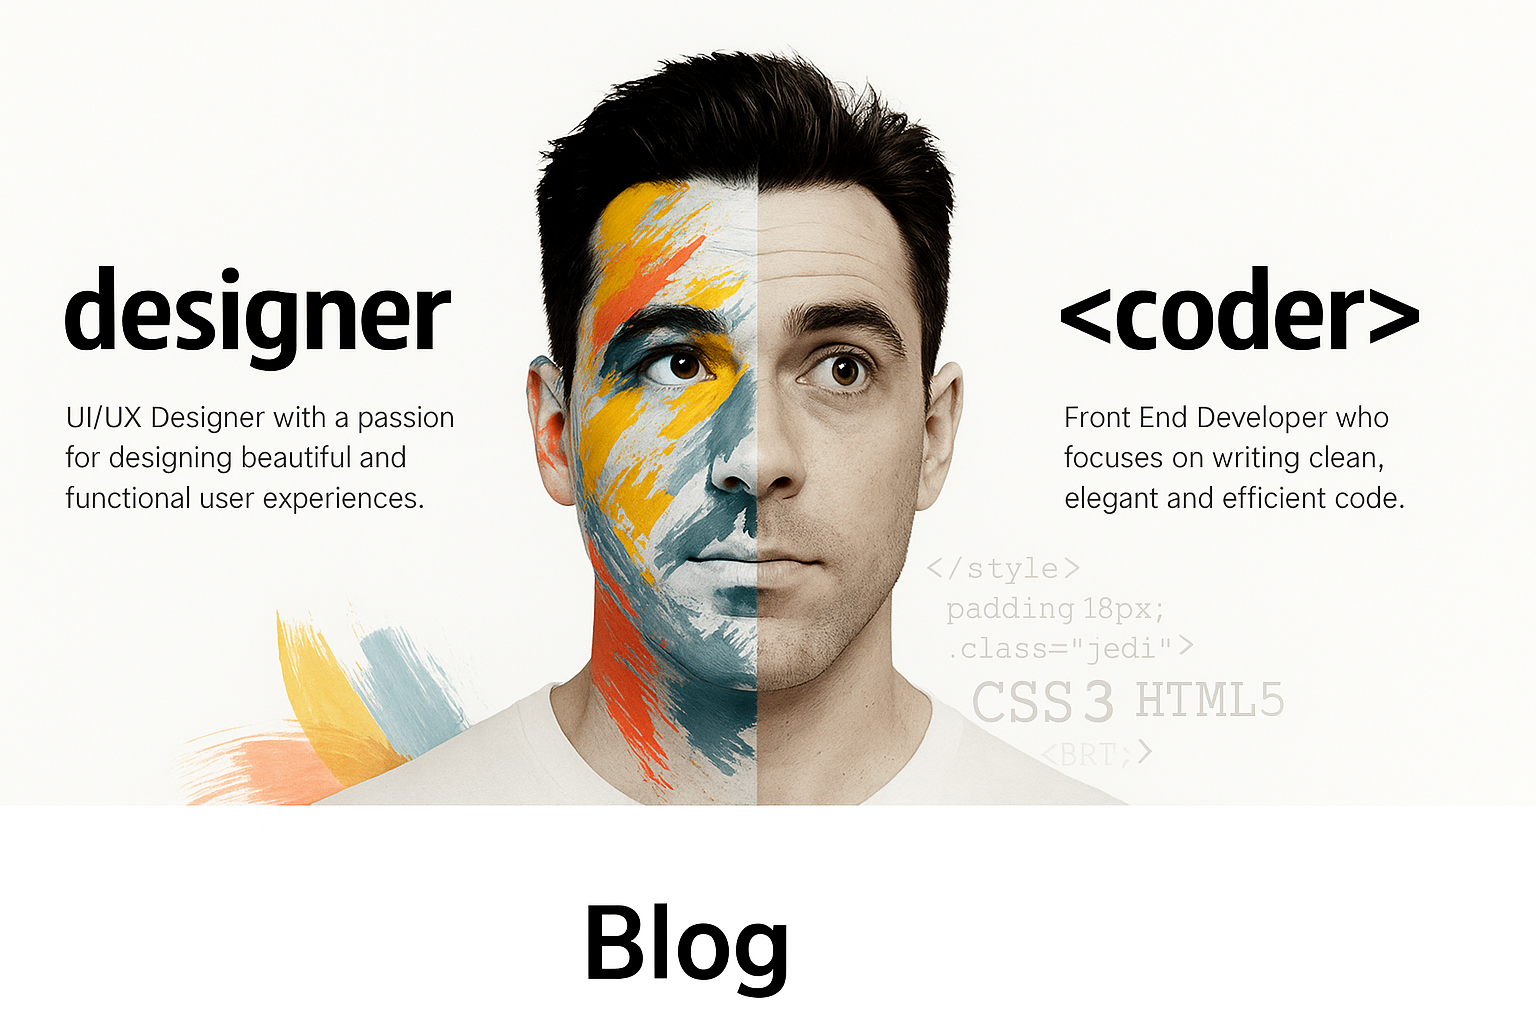 designer
UI/UX Designer with a passion
for designing beautiful and
functional user experiences.
<coder>
Front End Developer who
focuses on writing clean,
elegant and efficient code.
</style>
padding 18px;
.class="jedi">
CSS3 HTML5
<BRT;>
Blog